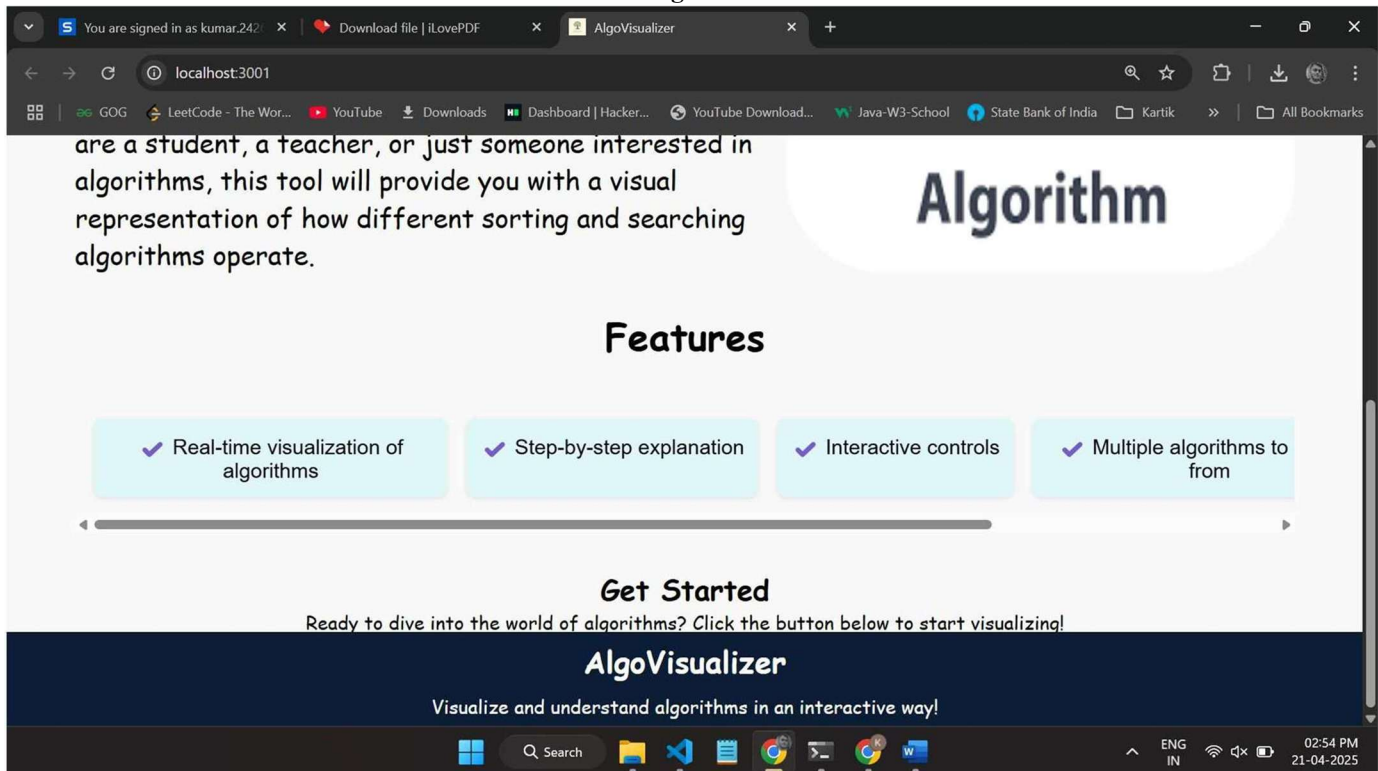 You are signed in as kumar.242
Download file | iLovePDF
AlgoVisualizer
localhost:3001
GOG
LeetCode - The Wor...
YouTube
Downloads
Dashboard | Hacker...
YouTube Download...
Java-W3-School
State Bank of India
Kartik
All Bookmarks
are a student, a teacher, or just someone interested in
algorithms, this tool will provide you with a visual
representation of how different sorting and searching
algorithms operate.
Algorithm
Features
Real-time visualization of
algorithms
Step-by-step explanation
Interactive controls
Multiple algorithms to
from
Get Started
Ready to dive into the world of algorithms? Click the button below to start visualizing!
AlgoVisualizer
Visualize and understand algorithms in an interactive way!
Search
ENG
IN
02:54 PM
21-04-2025